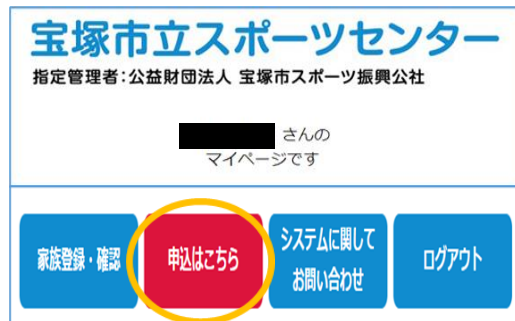 宝塚市立スポーツセンター
指定管理者:公益財団法人 宝塚市スポーツ振興公社
さんの
マイページです
家族登録・確認
申込はこちら
システムに関して
お問い合わせ
ログアウト